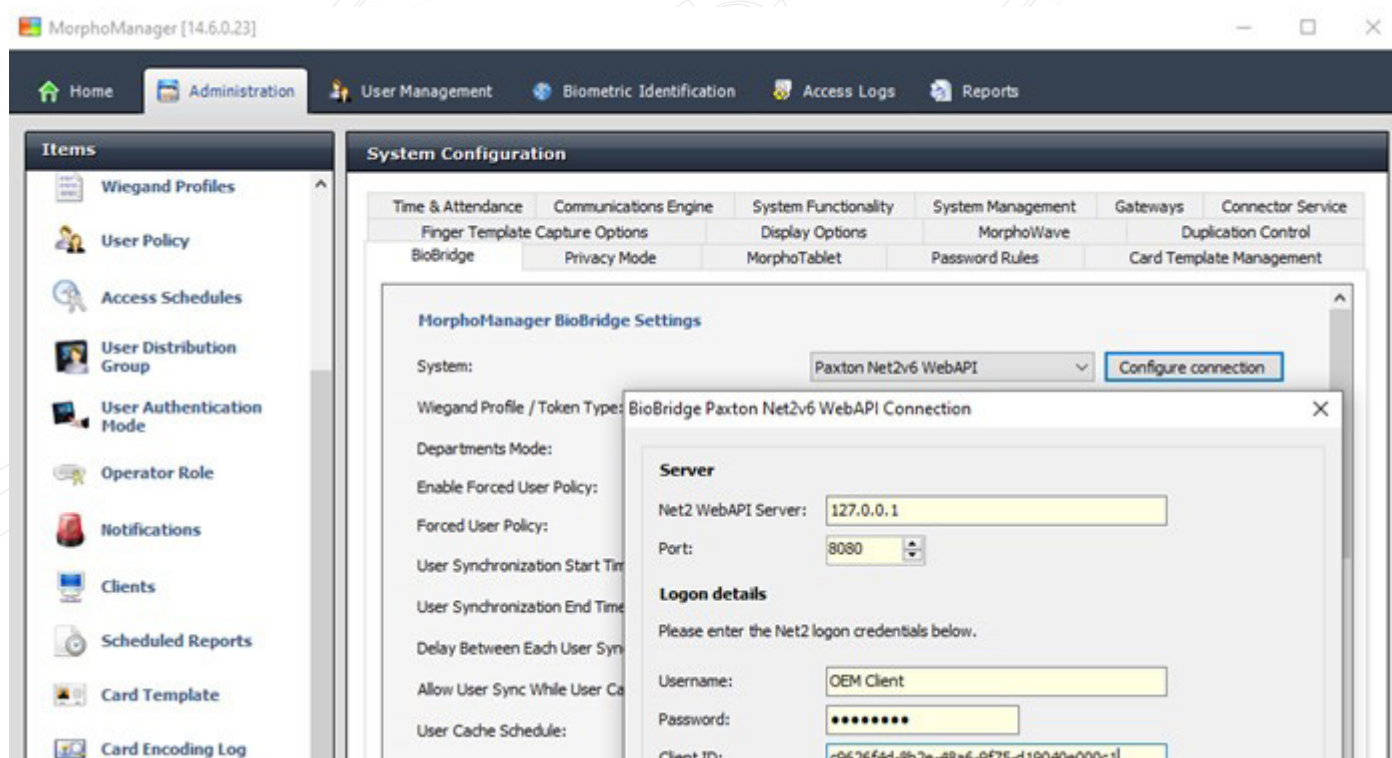 MorphoManager [14.6.0.23]
Home Administration User Management Biometric Identification Access Logs Reports
Items
Wiegand Profiles
User Policy
Access Schedules
User Distribution
Group
User Authentication
Mode
Operator Role
Notifications
Clients
Scheduled Reports
Card Template
Card Encoding Log
System Configuration
Time & Attendance Communications Engine System Functionality System Management Gateways Connector Service
Finger Template Capture Options Display Options MorphoWave Duplication Control
BioBridge Privacy Mode MorphoTablet Password Rules Card Template Management
MorphoManager BioBridge Settings
System: Paxton Net2v6 WebAPI Configure connection
Wiegand Profile / Token Type:
Departments Mode:
Enable Forced User Policy:
Forced User Policy:
User Synchronization Start Tim
User Synchronization End Time
Delay Between Each User Syn
Allow User Sync While User Ca
User Cache Schedule:
BioBridge Paxton Net2v6 WebAPI Connection
Server
Net2 WebAPI Server: 127.0.0.1
Port: 8080
Logon details
Please enter the Net2 logon credentials below.
Username: OEM Client
Password: ••••••••
Client ID: